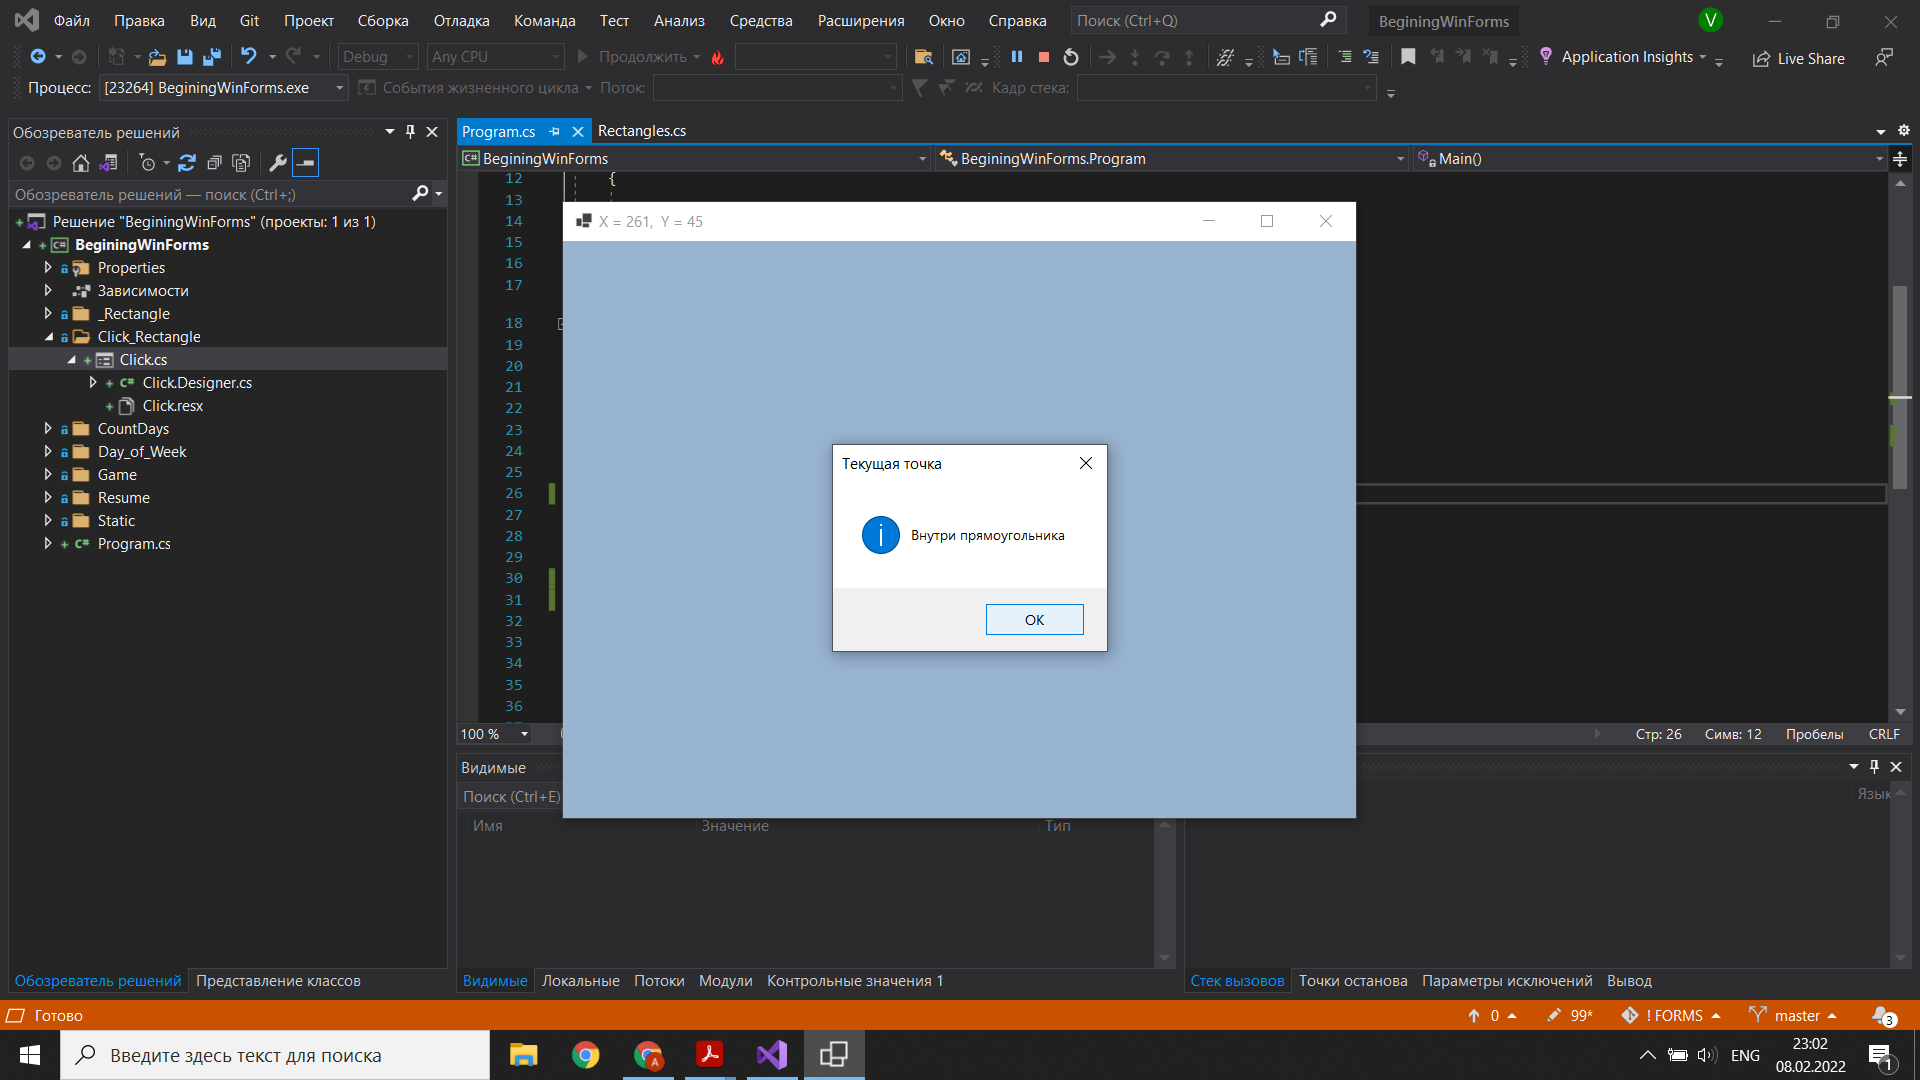 Файл Правка Вид Git Проект Сборка Отладка Команда Тест Анализ Средства Расширения Окно Справка Поиск (Ctrl+Q) BeginingWinForms V
Debug Any CPU Продолжить Application Insights Live Share
Процесс: [23264] BeginingWinForms.exe События жизненного цикла Поток: Кадр стека:
Обозреватель решений
Обозреватель решений — поиск (Ctrl+;)
Решение "BeginingWinForms" (проекты: 1 из 1)
BeginingWinForms
Properties
Зависимости
_Rectangle
Click_Rectangle
Click.cs
Click.Designer.cs
Click.resx
CountDays
Day_of_Week
Game
Resume
Static
Program.cs
Обозреватель решений Представление классов
Program.cs Rectangles.cs
BeginingWinForms BeginingWinForms.Program Main()
12 {
13
14
15
16
17
18
19
20
21
22
23
24
25
26
27
28
29
30
31
32
33
34
35
36
X = 261, Y = 45
Текущая точка
Внутри прямоугольника
ОК
100 % Стр: 26 Симв: 12 Пробелы CRLF
Видимые
Поиск (Ctrl+E)
Имя Значение Тип
Язык
Видимые Локальные Потоки Модули Контрольные значения 1
Стек вызовов Точки останова Параметры исключений Вывод
Готово 0 99* ! FORMS master 3
Введите здесь текст для поиска
ENG 23:02
08.02.2022
1